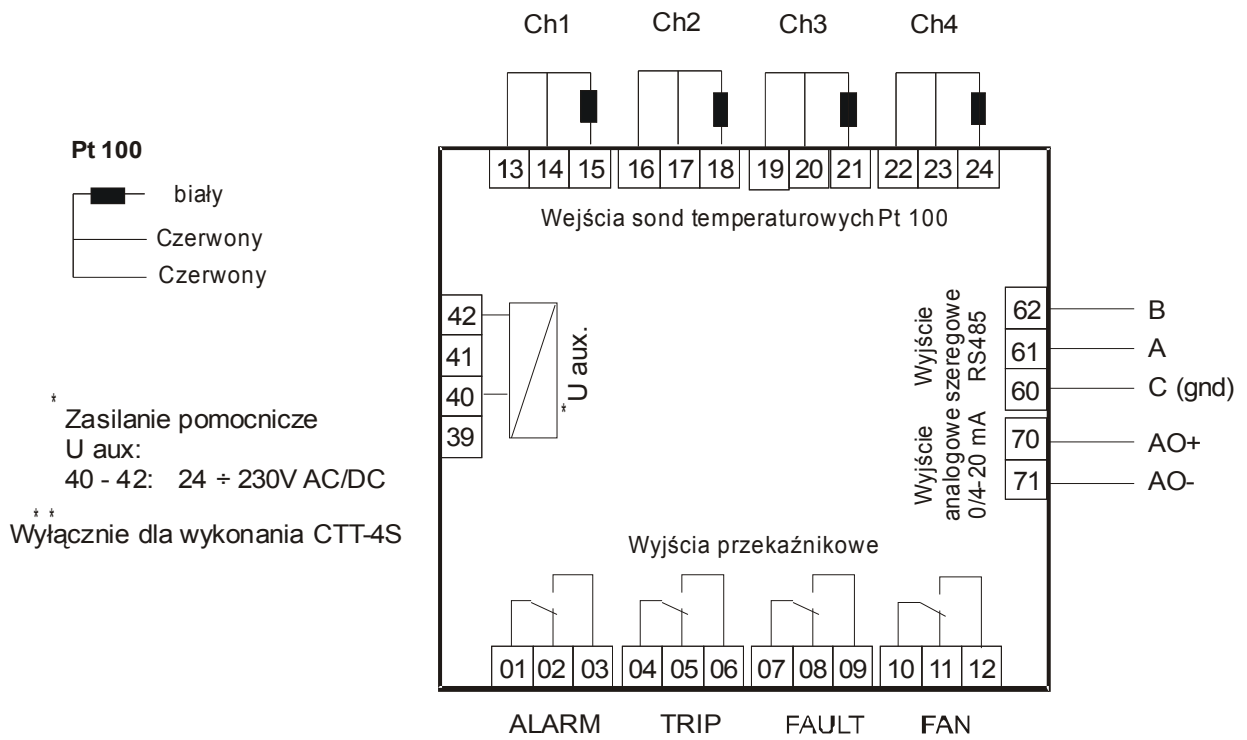 Ch1 Ch2 Ch3 Ch4
Pt 100
biały
Czerwony
Czerwony
13 14 15 16 17 18 19 20 21 22 23 24
Wejścia sond temperaturowych Pt 100
42
41
40
39
* U aux.
*
Zasilanie pomocnicze
U aux:
40 - 42: 24 ÷ 230V AC/DC
* *
Wyłącznie dla wykonania CTT-4S
Wyjście
szeregowe
RS485
Wyjście
analogowe
0/4-20 mA
62 B
61 A
60 C (gnd)
70 AO+
71 AO-
Wyjścia przekaźnikowe
01 02 03 04 05 06 07 08 09 10 11 12
ALARM TRIP FAULT FAN